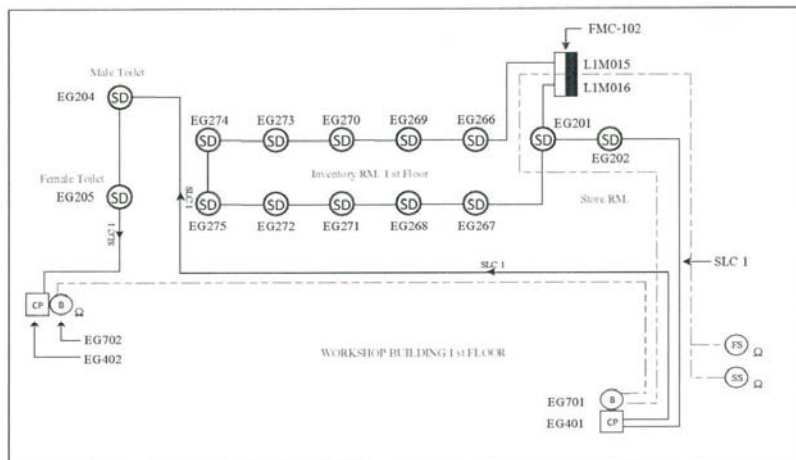 FMC-102
L1M015
L1M016
Male Toilet
EG204
SD
EG274
EG273
EG270
EG269
EG266
SD
SD
SD
SD
SD
EG201
SD
SD
EG202
Female Toilet
EG205
SD
SLC 1
Inventory RM. 1st Floor
SD
SD
SD
SD
SD
EG275
EG272
EG271
EG268
EG267
Store RM.
SLC 1
SLC 1
SLC 1
CP
B
Ω
EG702
EG402
WORKSHOP BUILDING 1st FLOOR
FS
Ω
SS
Ω
EG701
B
EG401
CP